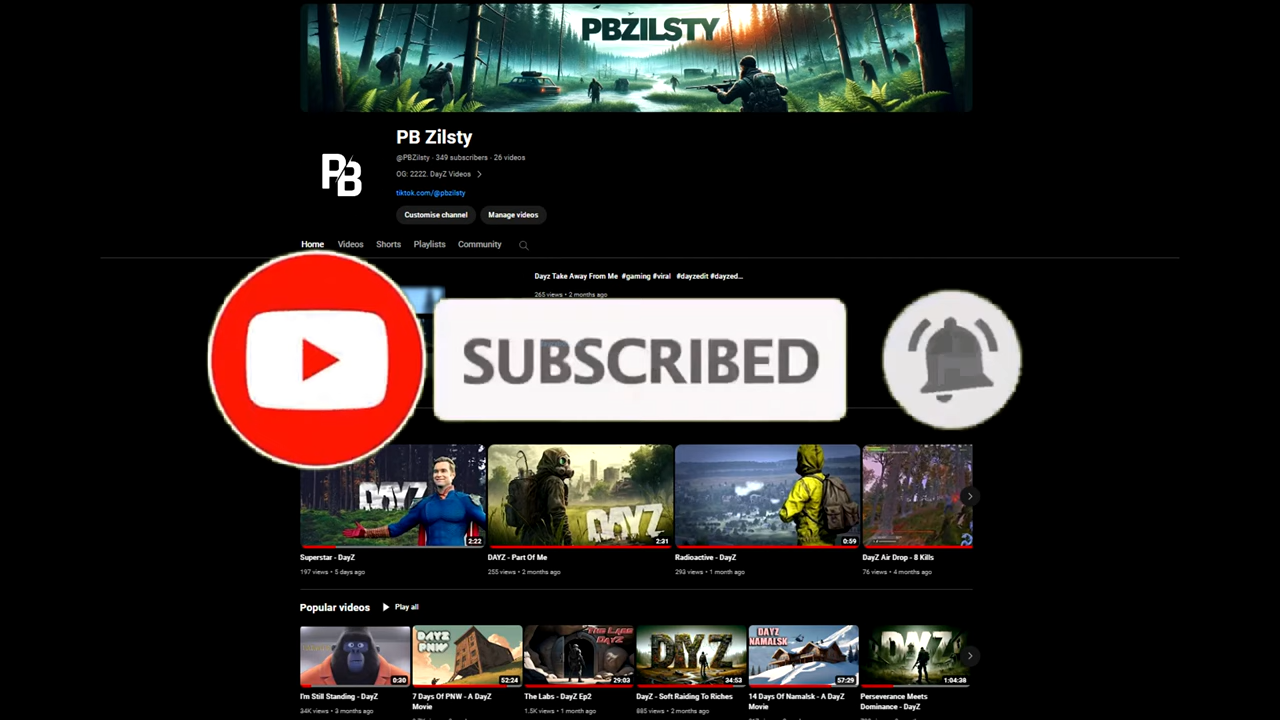 PBZILSTY
PB Zilsty
@PBZilsty · 349 subscribers · 26 videos
PB
OG: 2222. DayZ Videos
tiktok.com/@pbzilsty
Customise channel Manage videos
Home Videos Shorts Playlists Community
Dayz Take Away From Me #gaming #viral #dayzedit #dayzed...
265 views • 2 months ago
SUBSCRIBED
DAYZ
2:22
DAYZ
2:31
0:59
Superstar - DayZ
DAYZ - Part Of Me
Radioactive - DayZ
DayZ Air Drop - 8 Kills
197 views • 5 days ago
255 views • 2 months ago
293 views • 1 month ago
76 views • 4 months ago
Popular videos Play all
0:30
DAYZ
PNW
52:24
The Labs
DAYZ
29:03
DAYZ
34:53
DAYZ
NAMALSK
57:29
DAYZ
1:04:38
I'm Still Standing - DayZ
7 Days Of PNW - A DayZ
Movie
The Labs - DayZ Ep2
DayZ - Soft Raiding To Riches
14 Days Of Namalsk - A DayZ
Movie
Perseverance Meets
Dominance - DayZ
34K views • 3 months ago
1.5K views • 1 month ago
885 views • 2 months ago